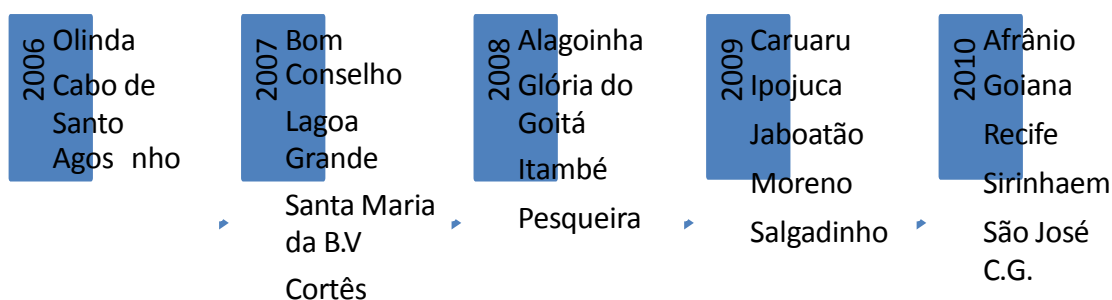 2006
Olinda
Cabo de
Santo
Agos nho
2007
Bom
Conselho
Lagoa
Grande
Santa Maria
da B.V
Cortês
2008
Alagoinha
Glória do
Goitá
Itambé
Pesqueira
2009
Caruaru
Ipojuca
Jaboatão
Moreno
Salgadinho
2010
Afrânio
Goiana
Recife
Sirinhaem
São José
C.G.